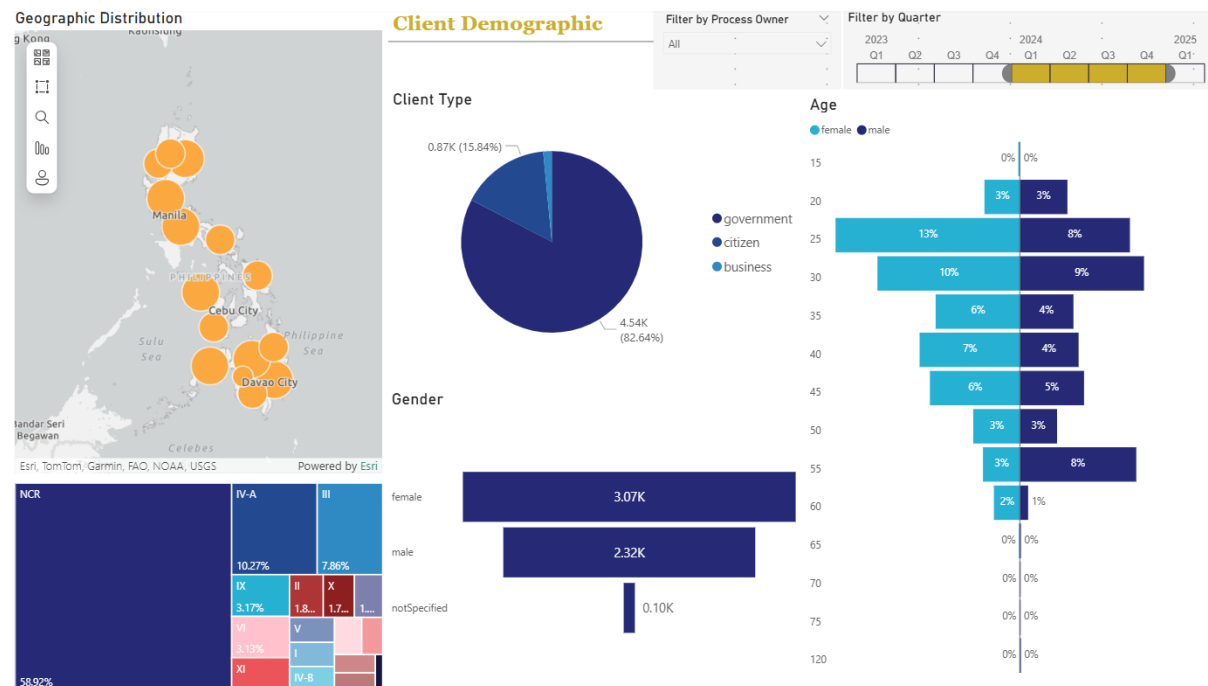 Geographic Distribution
g Kong
Kaohsiung
Manila
PHILIPPINES
Cebu City
Sulu
Sea
Philippine
Sea
Davao City
Bandar Seri
Begawan
Celebes
Esri, TomTom, Garmin, FAO, NOAA, USGS
Powered by Esri
NCR
58.92%
IV-A
10.27%
III
7.86%
IX
3.17%
II
1.8...
X
1.7...
1....
VI
3.13%
V
I
XI
IV-B
Client Demographic
Filter by Process Owner
All
Filter by Quarter
2023 2024 2025
Q1 Q2 Q3 Q4 Q1 Q2 Q3 Q4 Q1
Client Type
0.87K (15.84%)
4.54K
(82.64%)
government
citizen
business
Gender
female 3.07K
male 2.32K
notSpecified 0.10K
Age
female male
15 0% 0%
20 3% 3%
25 13% 8%
30 10% 9%
35 6% 4%
40 7% 4%
45 6% 5%
50 3% 3%
55 3% 8%
60 2% 1%
65 0% 0%
70 0% 0%
75 0% 0%
120 0% 0%